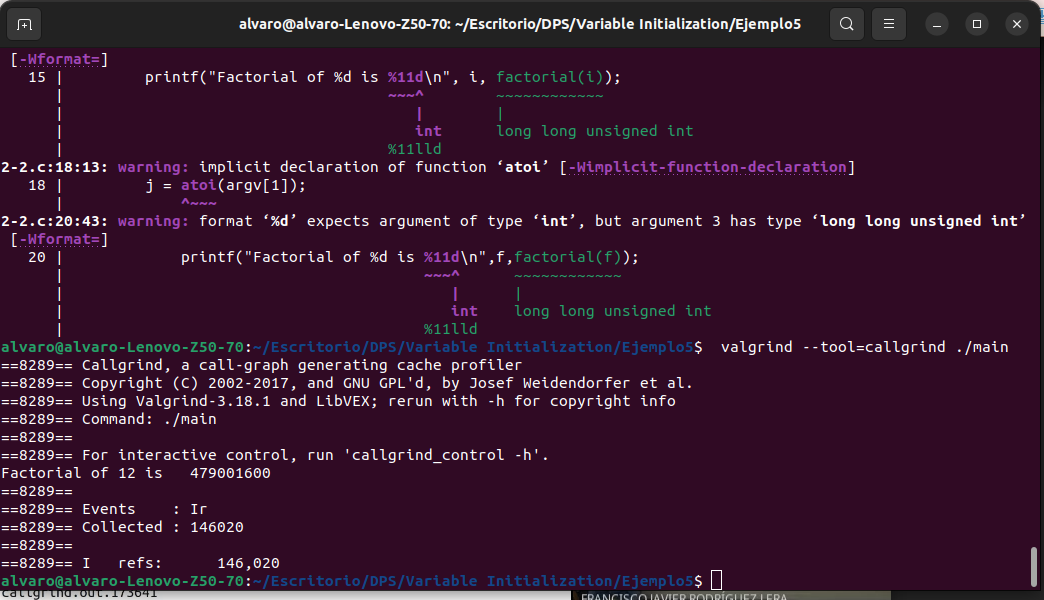 alvaro@alvaro-Lenovo-Z50-70: ~/Escritorio/DPS/Variable Initialization/Ejemplo5
[-Wformat=]
15 |         printf("Factorial of %d is %11d\n", i, factorial(i));
|                                    ~~~^        ~~~~~~~~~~~~
|                                       |        |
|                                       int      long long unsigned int
|                                    %11lld
2-2.c:18:13: warning: implicit declaration of function ‘atoi’ [-Wimplicit-function-declaration]
18 |         j = atoi(argv[1]);
|             ^~~~
2-2.c:20:43: warning: format ‘%d’ expects argument of type ‘int’, but argument 3 has type ‘long long unsigned int’
[-Wformat=]
20 |             printf("Factorial of %d is %11d\n",f,factorial(f));
|                                        ~~~^      ~~~~~~~~~~~~
|                                           |      |
|                                           int    long long unsigned int
|                                        %11lld
alvaro@alvaro-Lenovo-Z50-70:~/Escritorio/DPS/Variable Initialization/Ejemplo5$  valgrind --tool=callgrind ./main
==8289== Callgrind, a call-graph generating cache profiler
==8289== Copyright (C) 2002-2017, and GNU GPL'd, by Josef Weidendorfer et al.
==8289== Using Valgrind-3.18.1 and LibVEX; rerun with -h for copyright info
==8289== Command: ./main
==8289==
==8289== For interactive control, run 'callgrind_control -h'.
Factorial of 12 is   479001600
==8289==
==8289== Events    : Ir
==8289== Collected : 146020
==8289==
==8289== I   refs:      146,020
alvaro@alvaro-Lenovo-Z50-70:~/Escritorio/DPS/Variable Initialization/Ejemplo5$
callgrind.out.173641
FRANCISCO JAVIER RODRÍGUEZ LERA